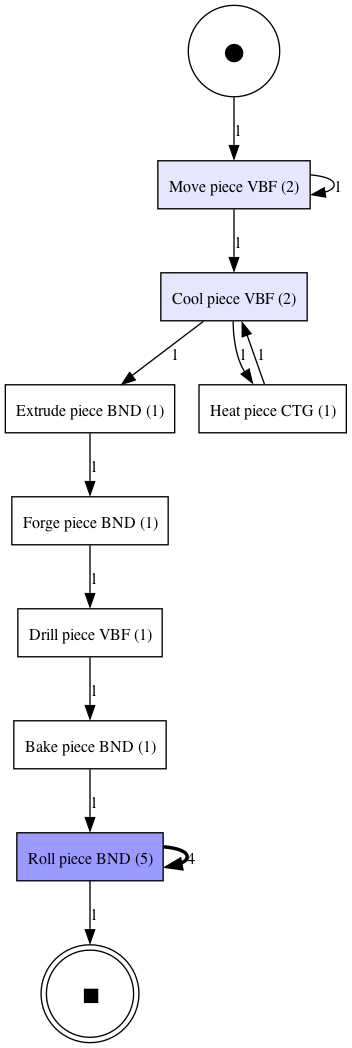 1
Move piece VBF (2)
1
1
Cool piece VBF (2)
1
1
1
Extrude piece BND (1)
Heat piece CTG (1)
1
Forge piece BND (1)
1
Drill piece VBF (1)
1
Bake piece BND (1)
1
Roll piece BND (5)
4
1